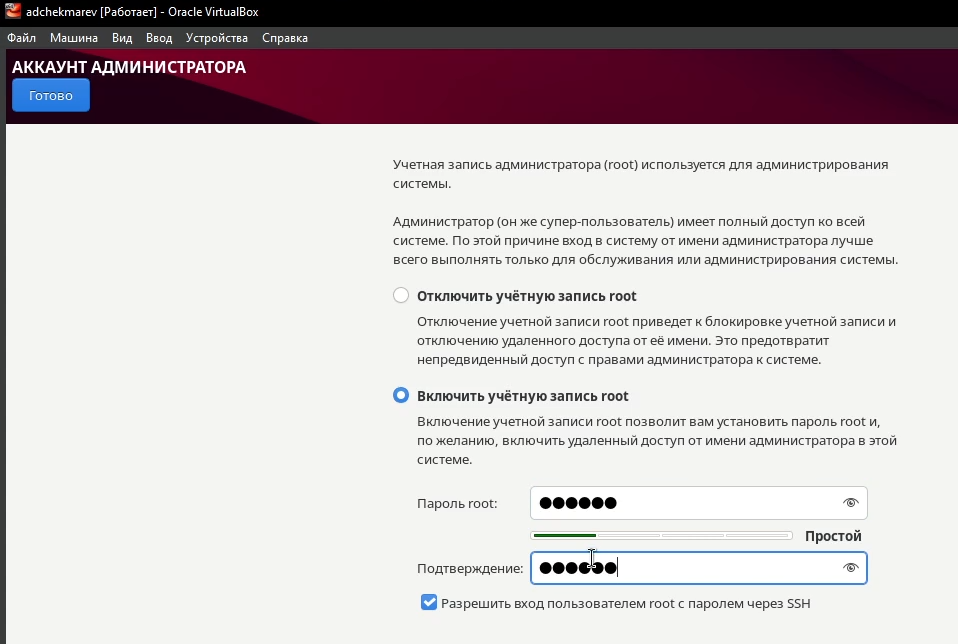 adchekmarev [Работает] - Oracle VirtualBox
Файл Машина Вид Ввод Устройства Справка
АККАУНТ АДМИНИСТРАТОРА
Готово
Учетная запись администратора (root) используется для администрирования
системы.
Администратор (он же супер-пользователь) имеет полный доступ ко всей
системе. По этой причине вход в систему от имени администратора лучше
всего выполнять только для обслуживания или администрирования системы.
Отключить учётную запись root
Отключение учетной записи root приведет к блокировке учетной записи и
отключению удаленного доступа от её имени. Это предотвратит
непредвиденный доступ с правами администратора к системе.
Включить учётную запись root
Включение учетной записи root позволит вам установить пароль root и,
по желанию, включить удаленный доступ от имени администратора в этой
системе.
Пароль root: ●●●●●●
Простой
Подтверждение: ●●●●●●
Разрешить вход пользователем root с паролем через SSH